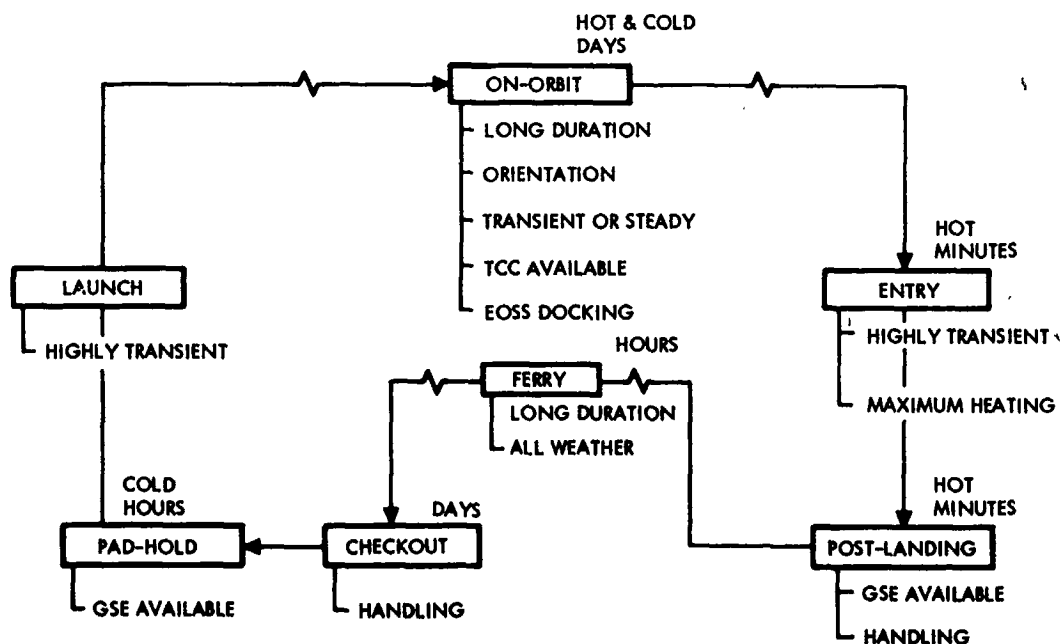 HOT & COLD
DAYS
ON-ORBIT
LONG DURATION
ORIENTATION
TRANSIENT OR STEADY
TCC AVAILABLE
EOSS DOCKING
LAUNCH
HIGHLY TRANSIENT
HOT
MINUTES
ENTRY
HIGHLY TRANSIENT
MAXIMUM HEATING
HOURS
FERRY
LONG DURATION
ALL WEATHER
COLD
HOURS
PAD-HOLD
GSE AVAILABLE
DAYS
CHECKOUT
HANDLING
HOT
MINUTES
POST-LANDING
GSE AVAILABLE
HANDLING